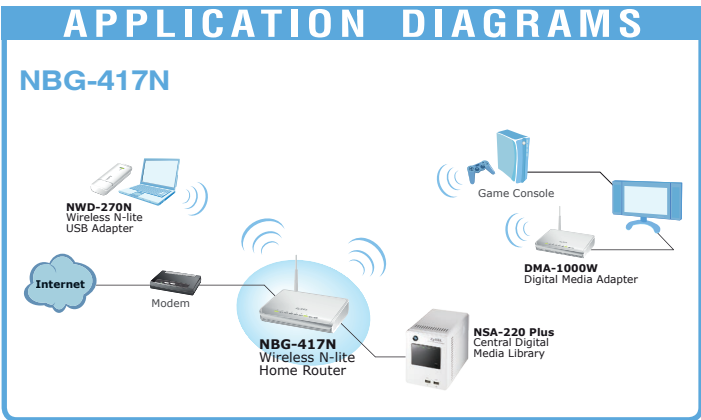 APPLICATION DIAGRAMS
NBG-417N
NWD-270N
Wireless N-lite
USB Adapter
Game Console
DMA-1000W
Digital Media Adapter
Internet
Modem
NBG-417N
Wireless N-lite
Home Router
NSA-220 Plus
Central Digital
Media Library